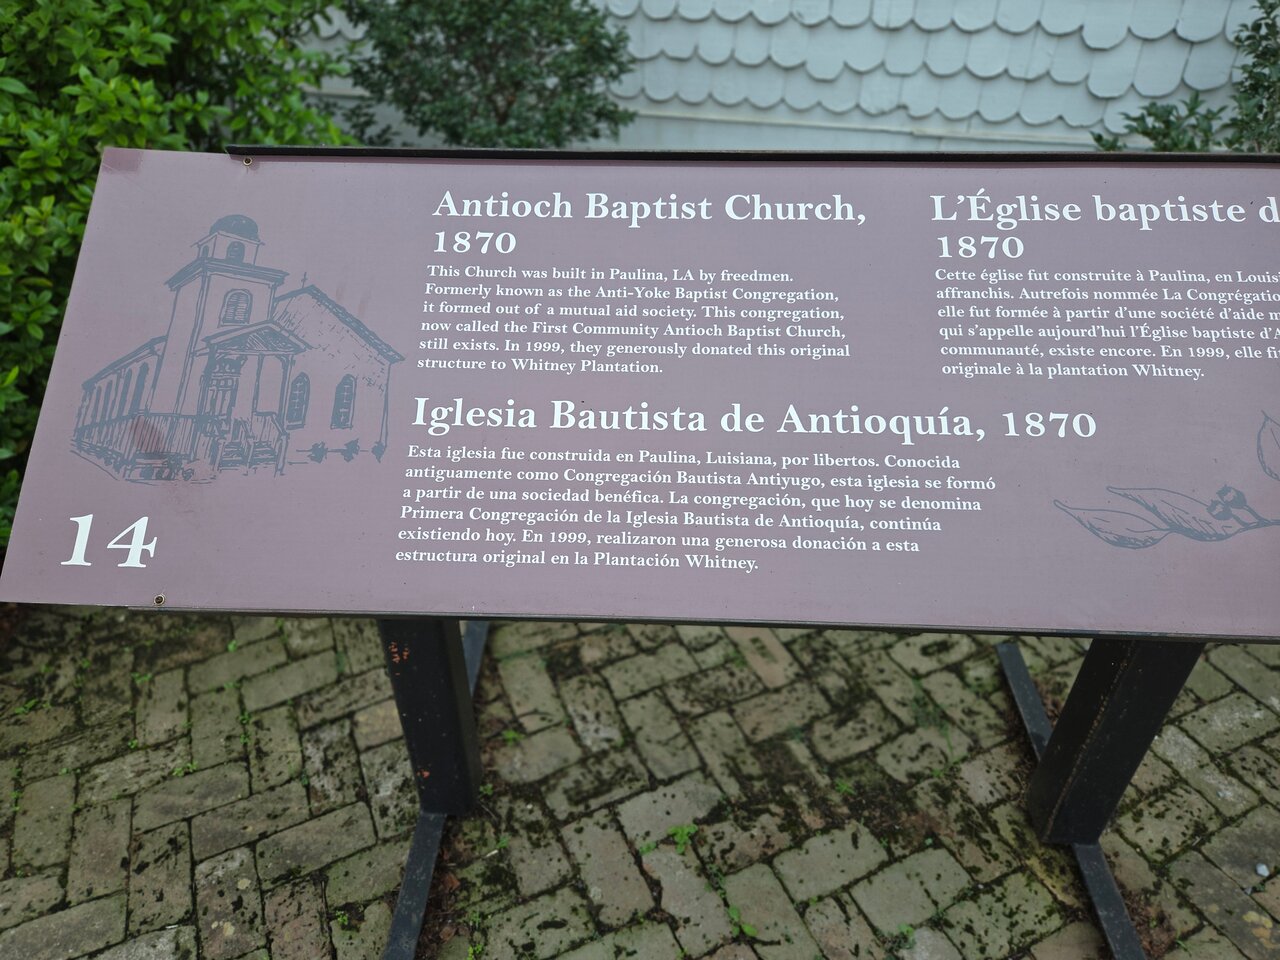 Antioch Baptist Church,
1870
This Church was built in Paulina, LA by freedmen.
Formerly known as the Anti-Yoke Baptist Congregation,
it formed out of a mutual aid society. This congregation,
now called the First Community Antioch Baptist Church,
still exists. In 1999, they generously donated this original
structure to Whitney Plantation.
L'Église baptiste
1870
Cette église fut construite à Paulina, en
affranchis. Autrefois nommée La
elle fut formée à partir d'une société d'aide
qui s'appelle aujourd'hui l'Église baptiste
communauté, existe encore. En 1999, elle
originale à la plantation Whitney.
Iglesia Bautista de Antioquía, 1870
Esta iglesia fue construida en Paulina, Luisiana, por libertos. Conocida
antiguamente como Congregación Bautista Antiyugo, esta iglesia se formó
a partir de una sociedad benéfica. La congregación, que hoy se denomina
Primera Congregación de la Iglesia Bautista de Antioquía, continúa
existiendo hoy. En 1999, realizaron una generosa donación a esta
estructura original en la Plantación Whitney.
14